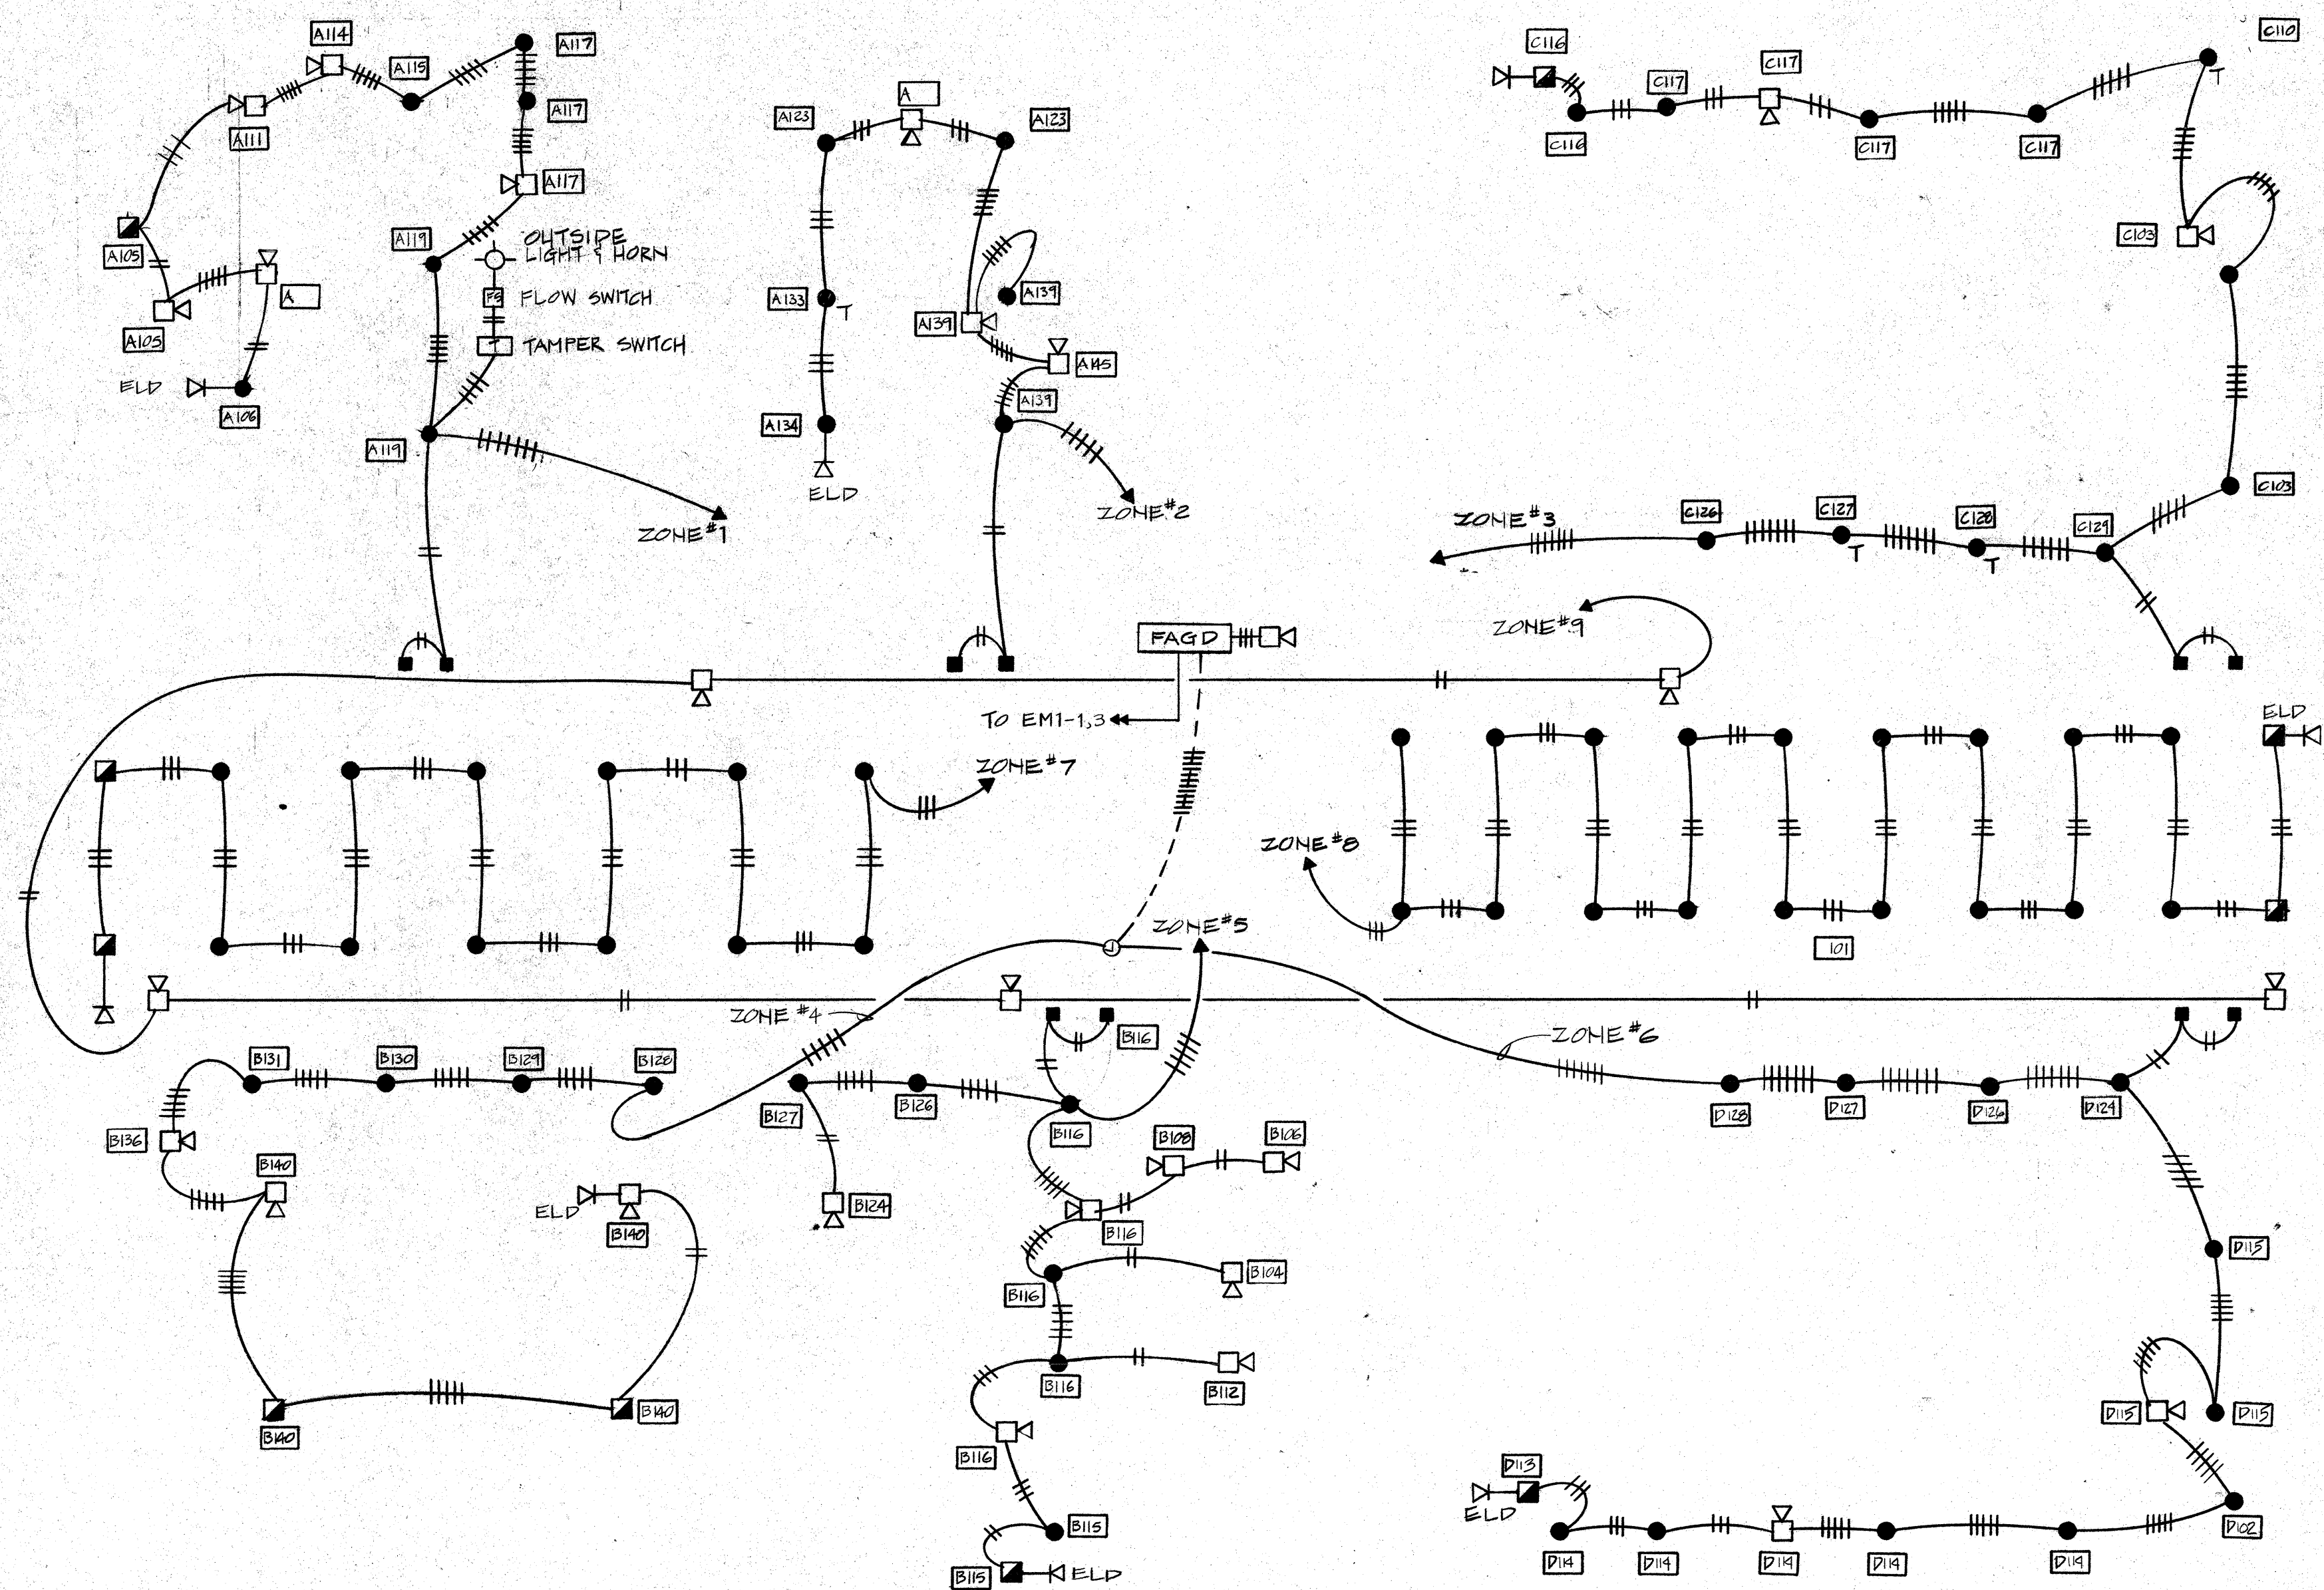 A114
A117
A115
A117
A111
A117
A119
OUTSIDE
LIGHT & HORN
FS
FLOW SWITCH
TAMPER SWITCH
A105
A
A105
ELD
A106
A119
ZONE #1
A
A123
A123
A133
T
A139
A139
A145
A139
A134
ELD
ZONE #2
C116
C117
C117
C110
T
C116
C117
C117
C103
C103
ZONE #3
C126
C127
T
C128
T
C129
ZONE #9
FAGD
TO EM1-1,3
ZONE #7
ELD
ZONE #8
ZONE #5
101
ZONE #4
ZONE #6
B116
B131
B130
B129
B128
B127
B126
B116
B136
B140
ELD
B140
B124
B108
B106
B116
B104
B116
B116
B112
B140
B140
B116
B115
B115
ELD
D128
D127
D126
D124
D115
D115
D115
D113
ELD
D102
D114
D114
D114
D114
D114